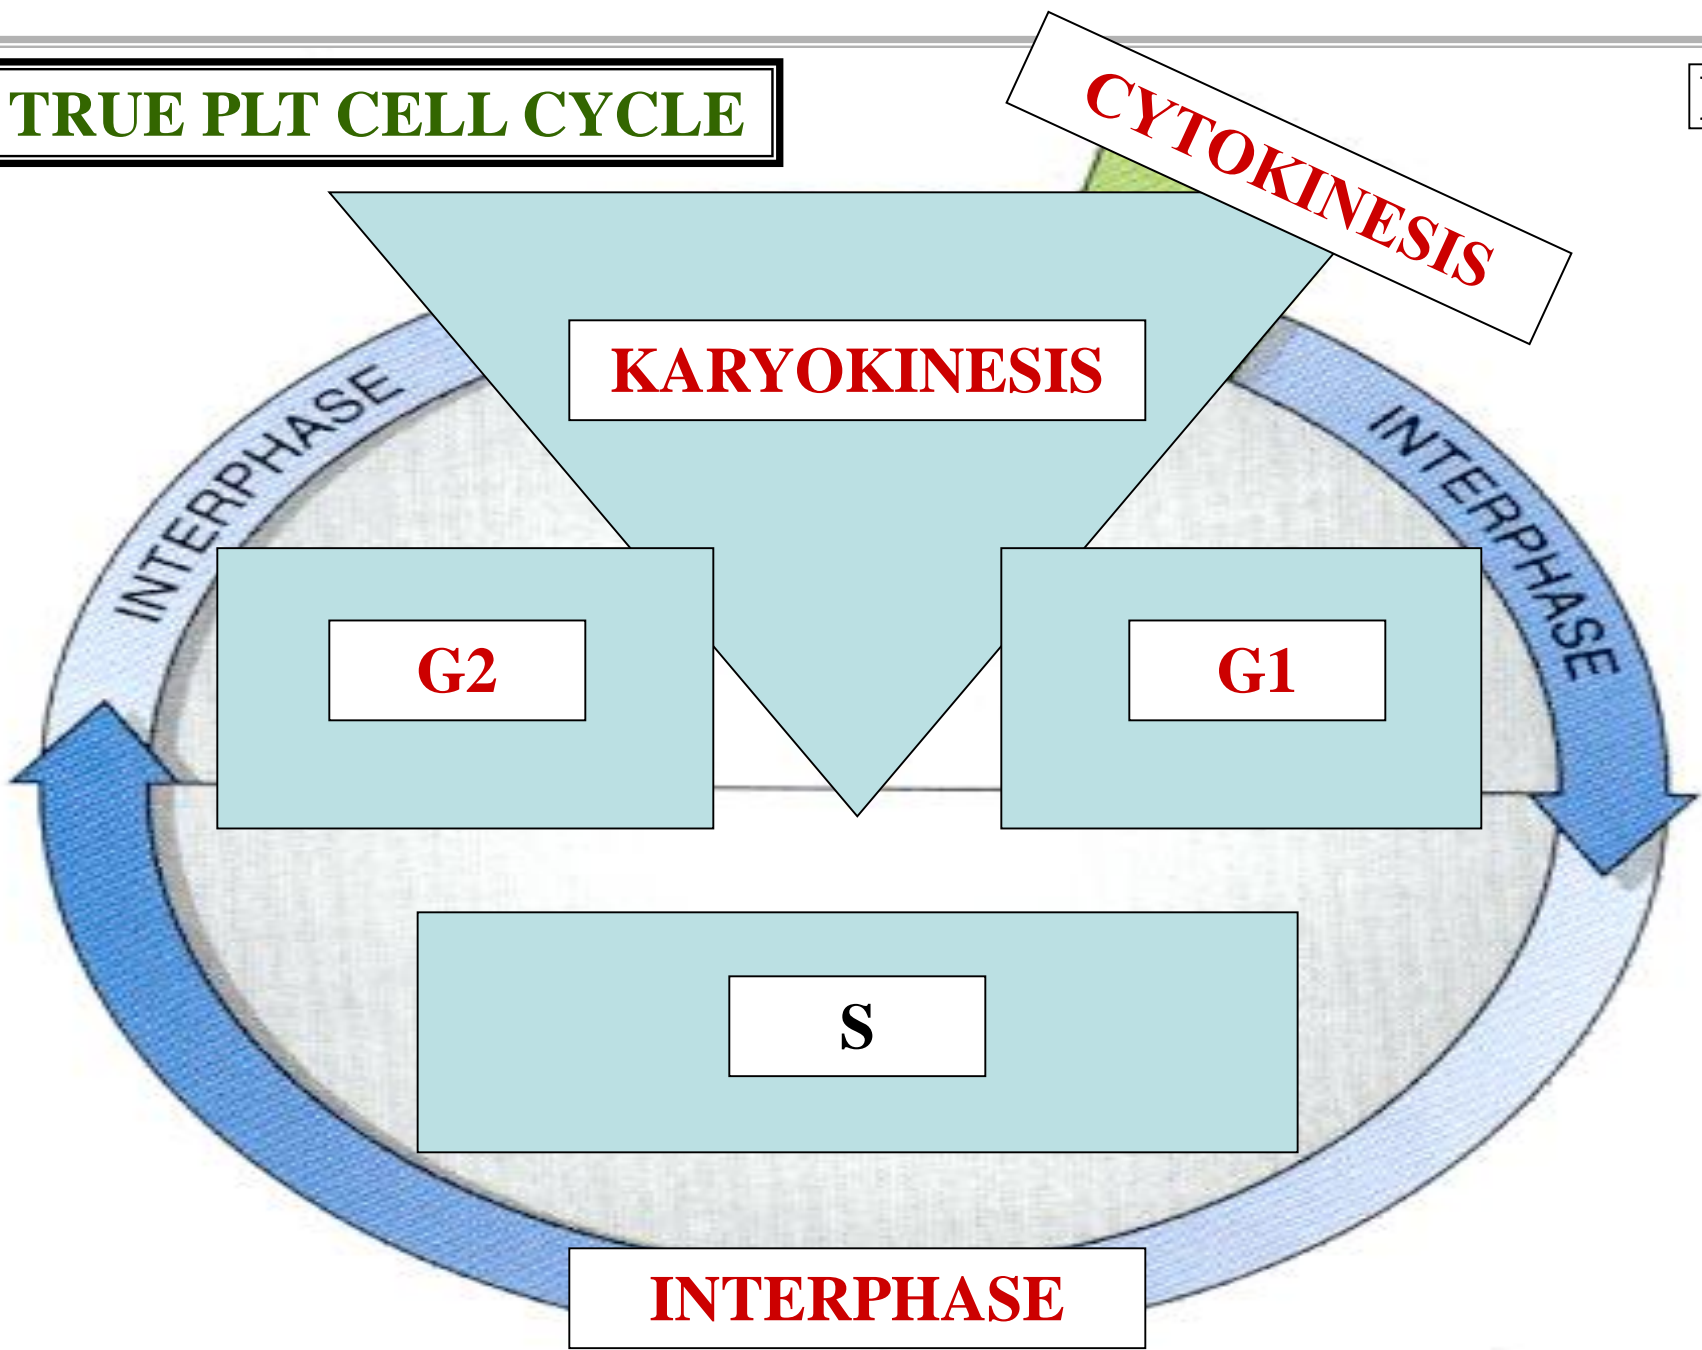 TRUE PLT CELL CYCLE
CYTOKINESIS
KARYOKINESIS
INTERPHASE
INTERPHASE
G2
G1
S
INTERPHASE